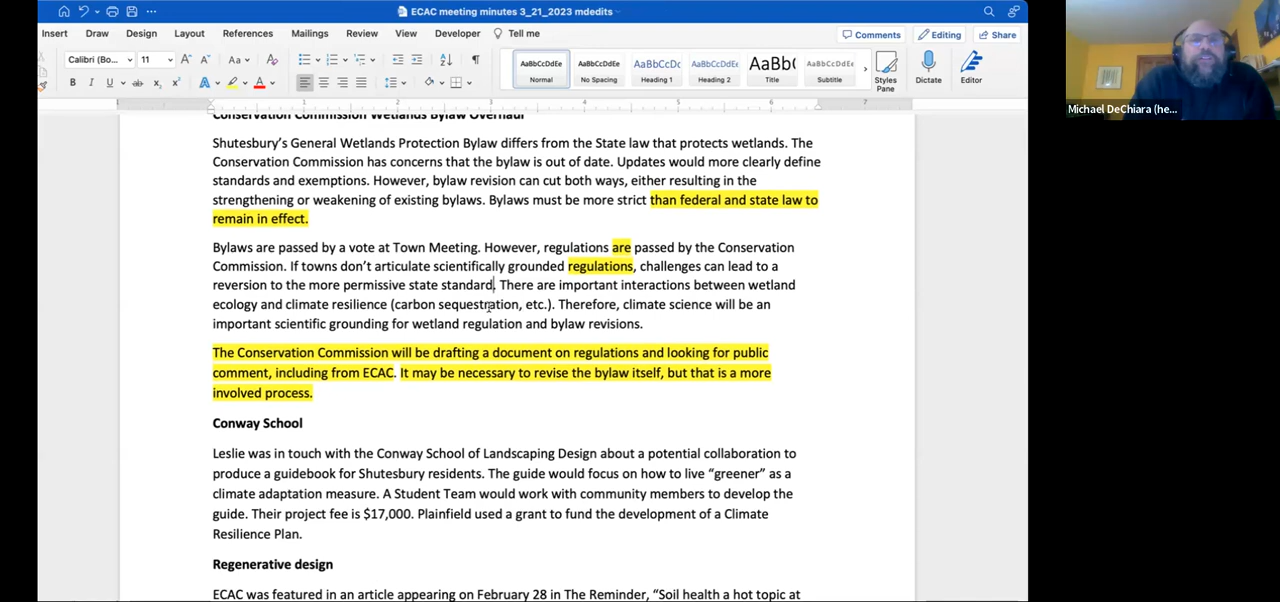 ECAC meeting minutes 3_21_2023 mdedits
Insert Draw Design Layout References Mailings Review View Developer Tell me
Comments Editing Share
Calibri (Bo... 11
AaBbCcDdEe AaBbCcDdEe AaBbCcDc AaBbCcDdEe AaBb( AaBbCcDdEe
Normal No Spacing Heading 1 Heading 2 Title Subtitle
Styles Pane
Dictate
Editor
Michael DeChiara (he...
1 2 3 4 5 6 7
Conservation Commission Wetlands Bylaw Overhaul
Shutesbury's General Wetlands Protection Bylaw differs from the State law that protects wetlands. The
Conservation Commission has concerns that the bylaw is out of date. Updates would more clearly define
standards and exemptions. However, bylaw revision can cut both ways, either resulting in the
strengthening or weakening of existing bylaws. Bylaws must be more strict than federal and state law to
remain in effect.
Bylaws are passed by a vote at Town Meeting. However, regulations are passed by the Conservation
Commission. If towns don't articulate scientifically grounded regulations, challenges can lead to a
reversion to the more permissive state standard. There are important interactions between wetland
ecology and climate resilience (carbon sequestration, etc.). Therefore, climate science will be an
important scientific grounding for wetland regulation and bylaw revisions.
The Conservation Commission will be drafting a document on regulations and looking for public
comment, including from ECAC. It may be necessary to revise the bylaw itself, but that is a more
involved process.
Conway School
Leslie was in touch with the Conway School of Landscaping Design about a potential collaboration to
produce a guidebook for Shutesbury residents. The guide would focus on how to live "greener" as a
climate adaptation measure. A Student Team would work with community members to develop the
guide. Their project fee is $17,000. Plainfield used a grant to fund the development of a Climate
Resilience Plan.
Regenerative design
ECAC was featured in an article appearing on February 28 in The Reminder, "Soil health a hot topic at